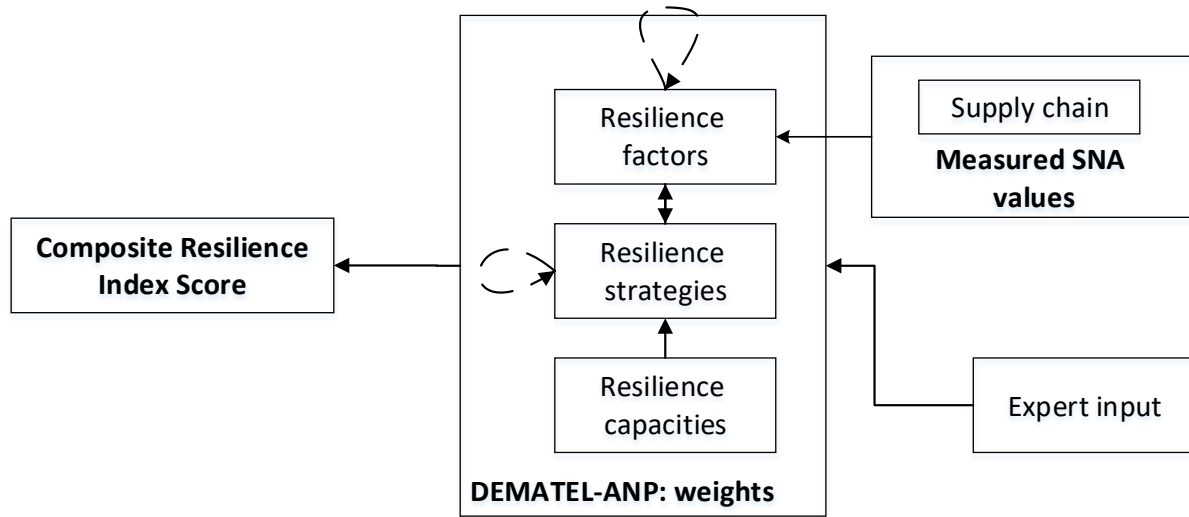 Resilience
factors
Supply chain
Measured SNA
values
Composite Resilience
Index Score
Resilience
strategies
Resilience
capacities
Expert input
DEMATEL-ANP: weights